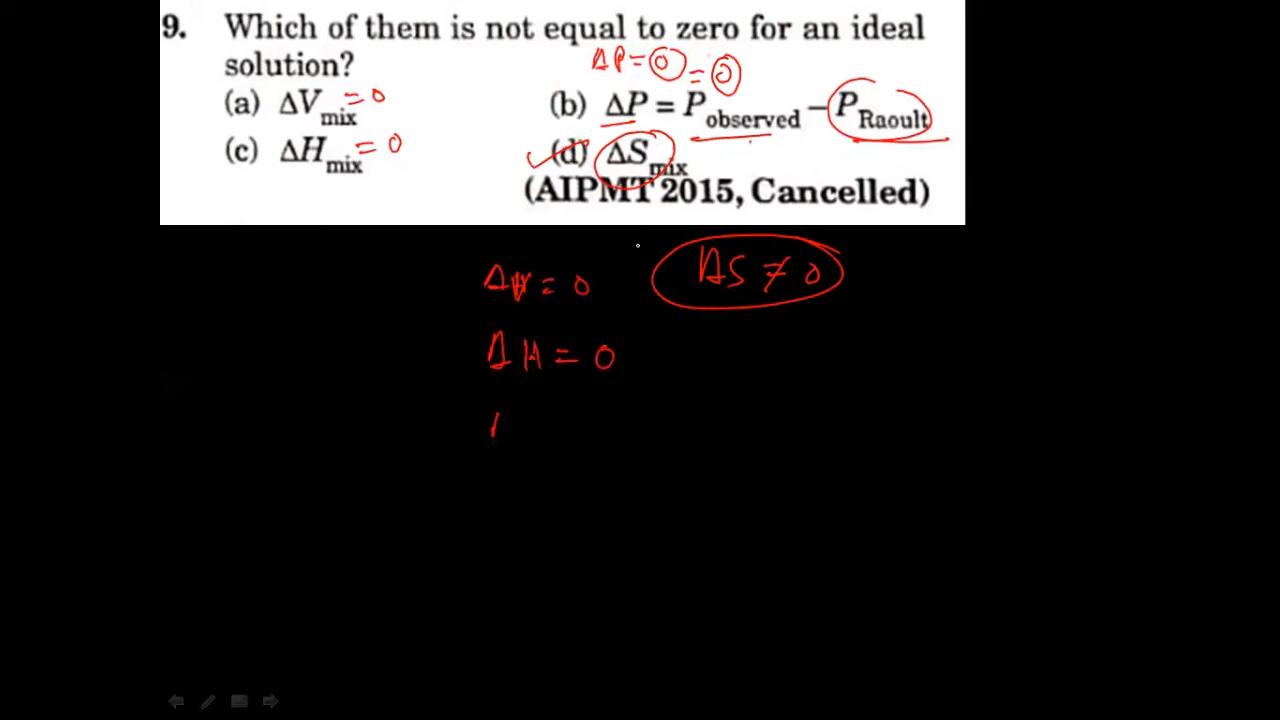 9. Which of them is not equal to zero for an ideal
solution?
ΔP = 0 = 0
(a) ΔVmix = 0 (b) ΔP = Pobserved − PRaoult
(c) ΔHmix = 0 (d) ΔSmix
(AIPMT 2015, Cancelled)
ΔV = 0 ΔS ≠ 0
ΔH = 0